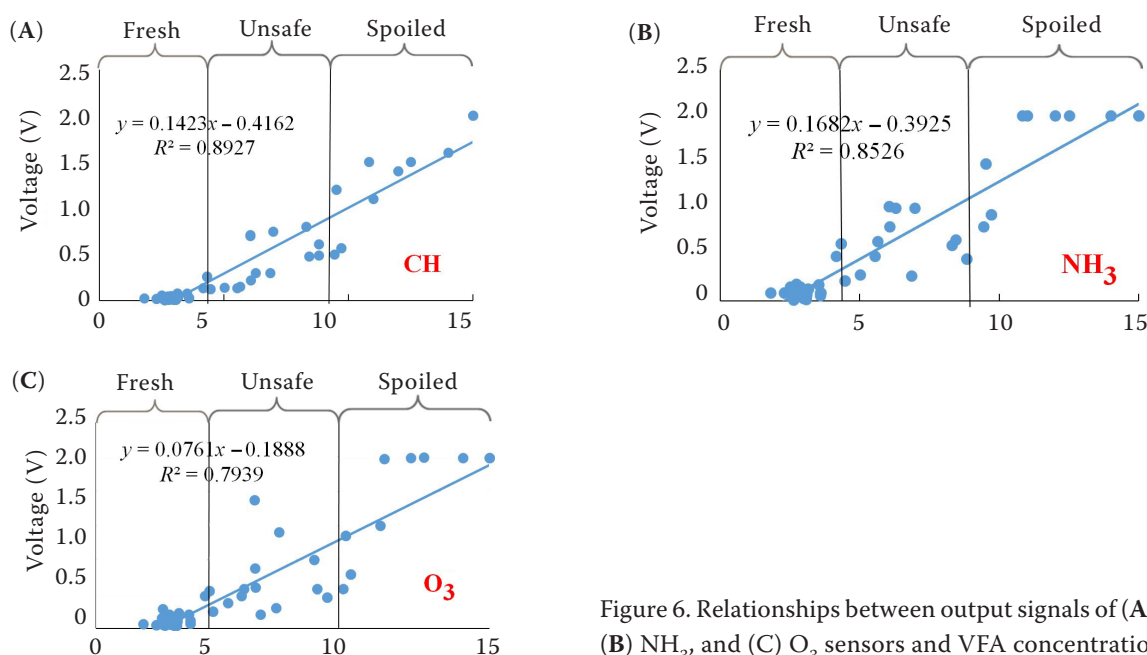 (A)
Fresh Unsafe Spoiled
2.5
2.0
1.5
1.0
0.5
0
Voltage (V)
y = 0.1423x – 0.4162
R² = 0.8927
CH
0 5 10 15
(B)
Fresh Unsafe Spoiled
2.5
2.0
1.5
1.0
0.5
0
Voltage (V)
y = 0.1682x – 0.3925
R² = 0.8526
NH₃
0 5 10 15
(C)
Fresh Unsafe Spoiled
2.5
2.0
1.5
1.0
0.5
0
Voltage (V)
y = 0.0761x – 0.1888
R² = 0.7939
O₃
0 5 10 15
Figure 6. Relationships between output signals of (A
(B) NH₃, and (C) O₃ sensors and VFA concentratio